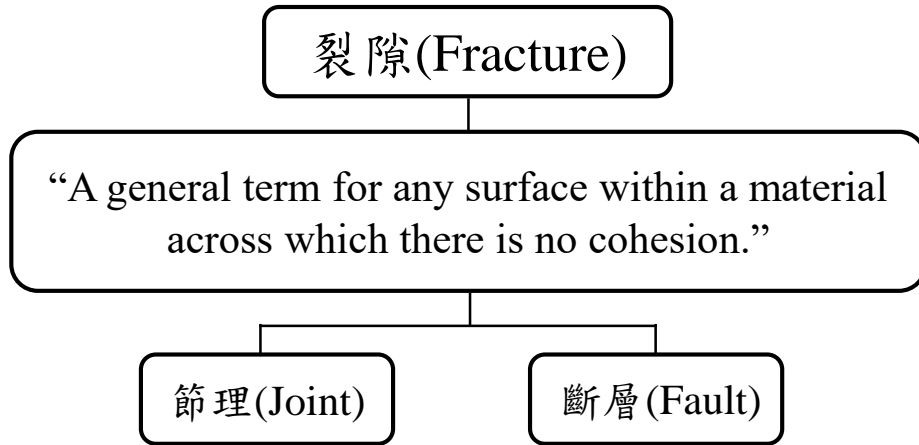 裂隙(Fracture)
“A general term for any surface within a material
across which there is no cohesion.”
節理(Joint)
斷層(Fault)